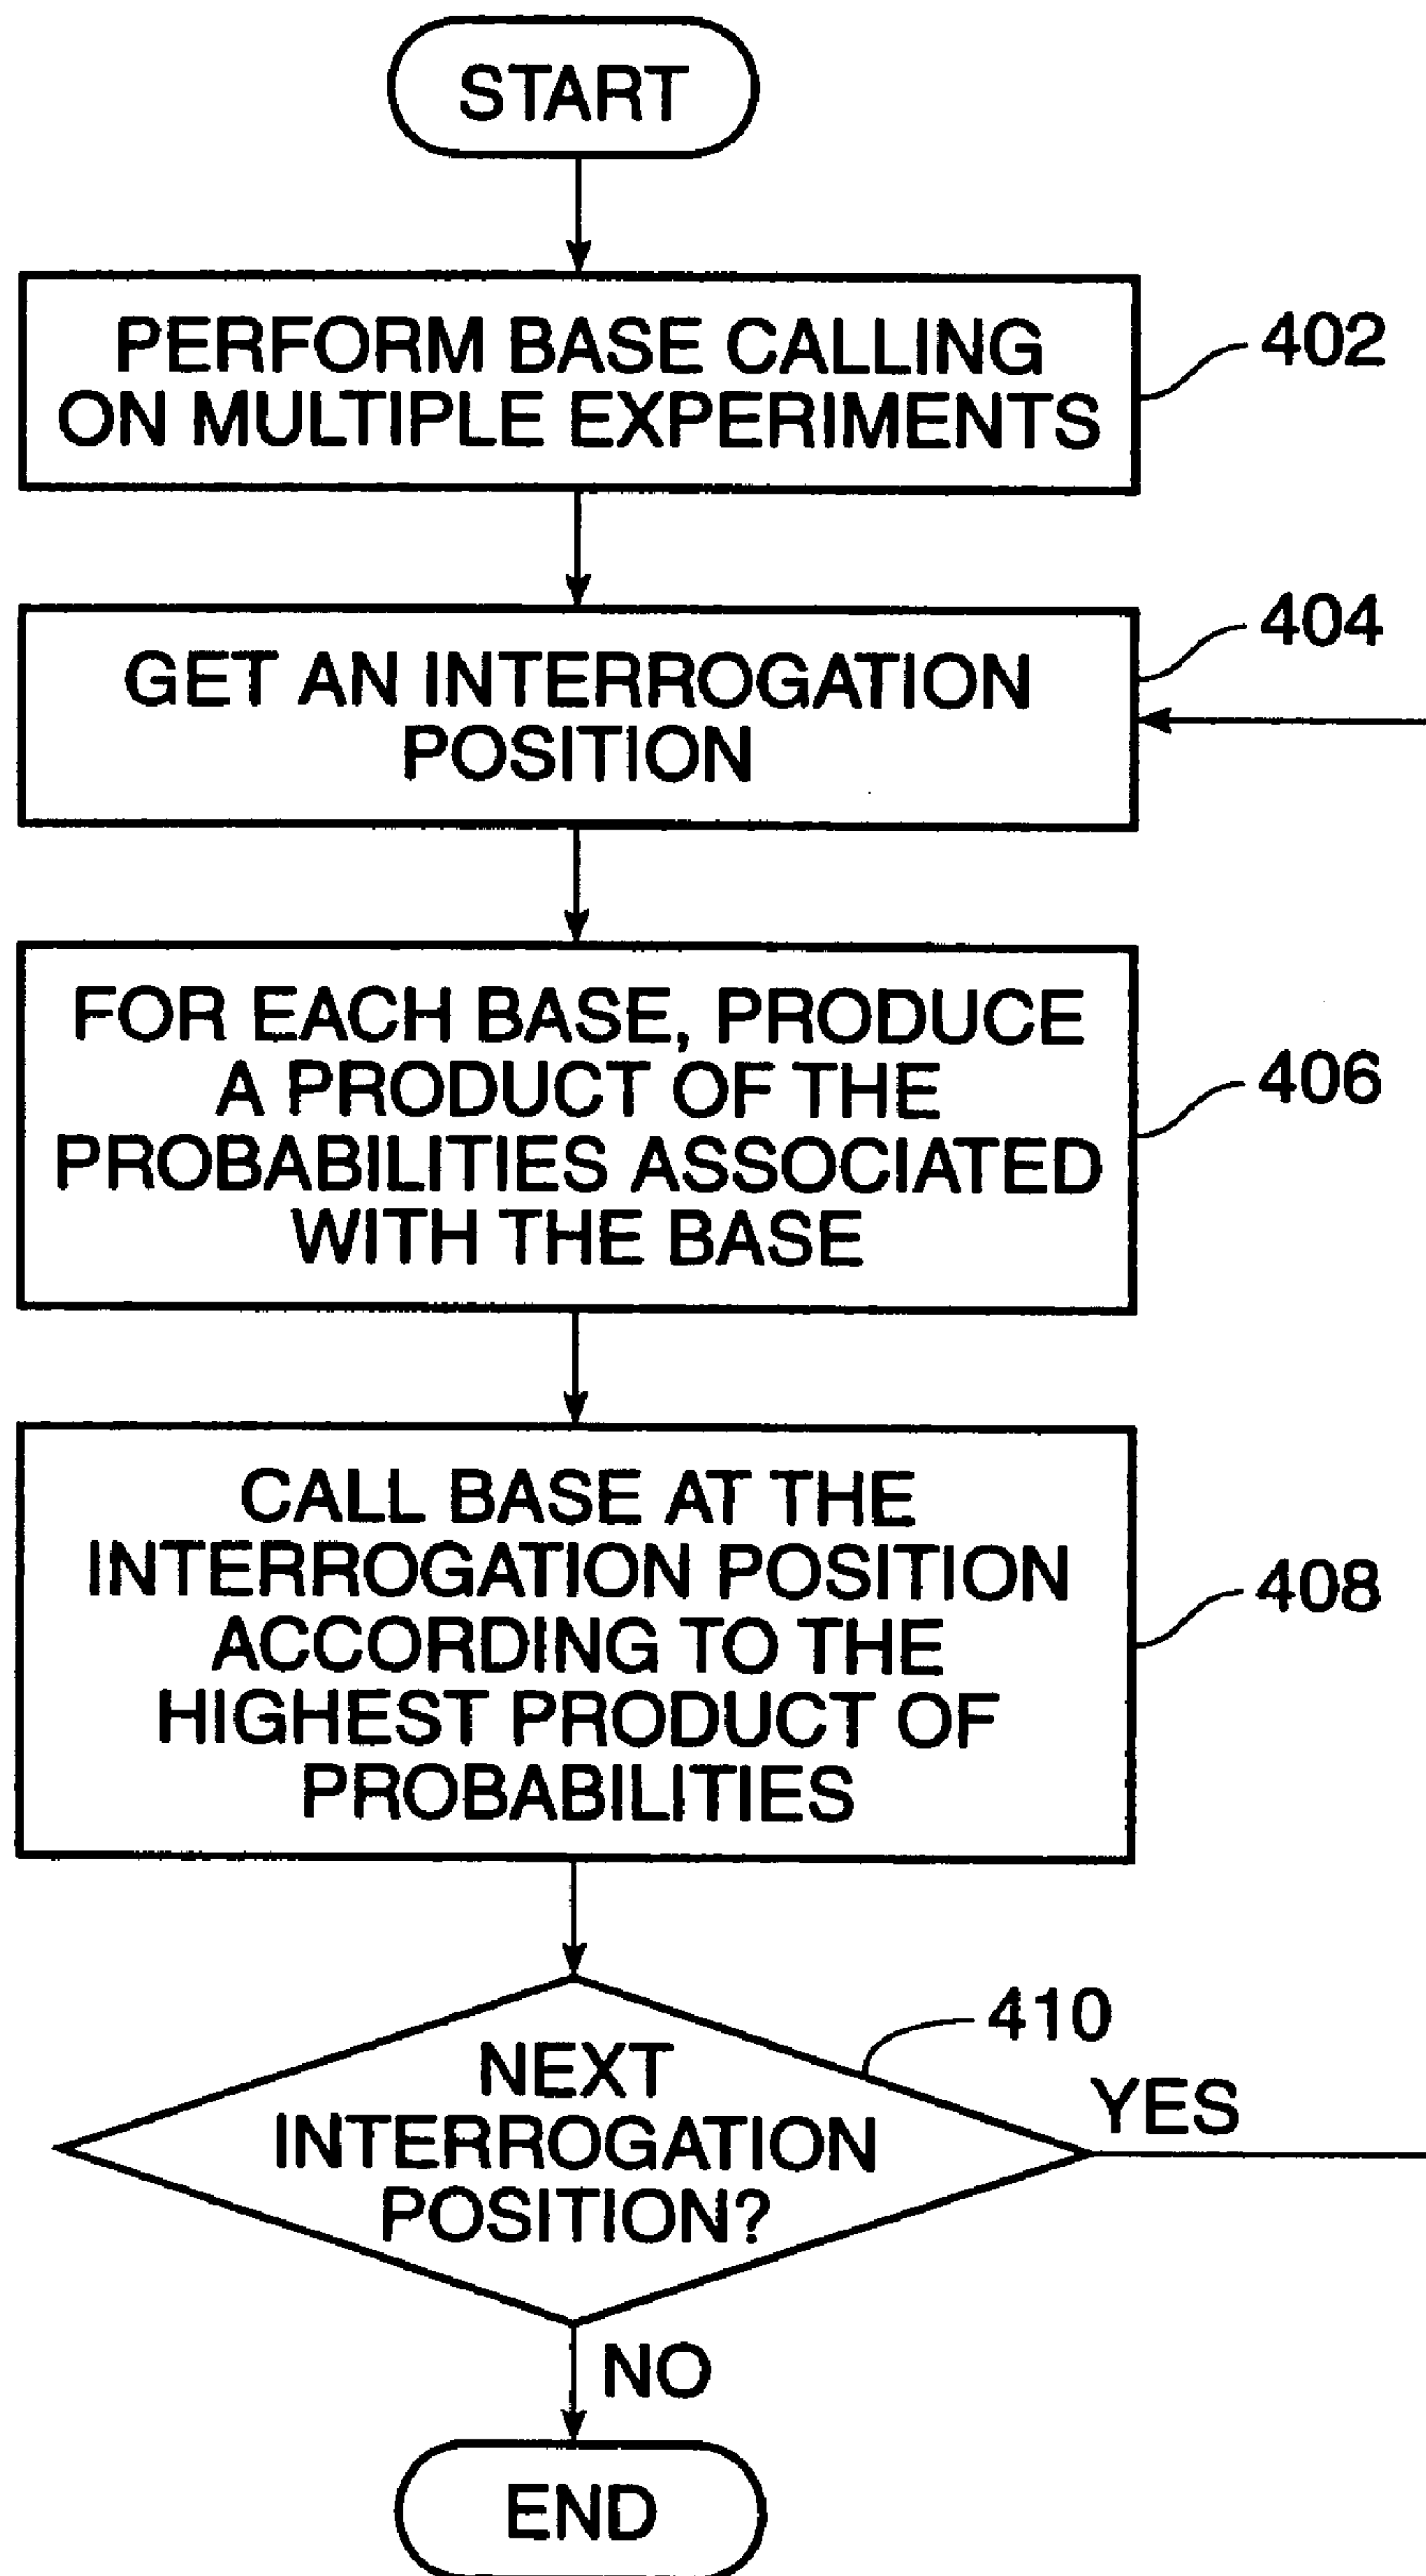 START
PERFORM BASE CALLING
ON MULTIPLE EXPERIMENTS
402
GET AN INTERROGATION
POSITION
404
FOR EACH BASE, PRODUCE
A PRODUCT OF THE
PROBABILITIES ASSOCIATED
WITH THE BASE
406
CALL BASE AT THE
INTERROGATION POSITION
ACCORDING TO THE
HIGHEST PRODUCT OF
PROBABILITIES
408
NEXT
INTERROGATION
POSITION?
410
YES
NO
END